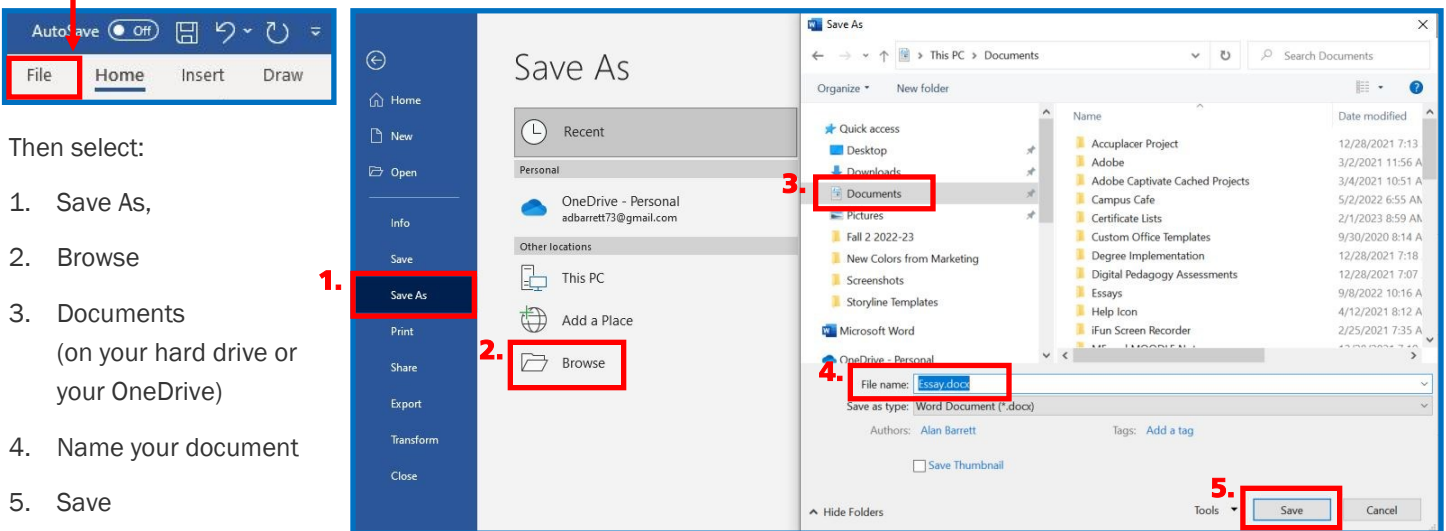 AutoSave Off
File Home Insert Draw
Then select:
1. Save As,
2. Browse
3. Documents
(on your hard drive or
your OneDrive)
4. Name your document
5. Save
Home
New
Open
Info
Save
1.
Save As
Print
Share
Export
Transform
Close
Save As
Recent
Personal
OneDrive - Personal
adbarrett73@gmail.com
Other locations
This PC
Add a Place
2.
Browse
Save As
This PC > Documents
Search Documents
Organize New folder
Quick access
Desktop
Downloads
3.
Documents
Pictures
Fall 2 2022-23
New Colors from Marketing
Screenshots
Storyline Templates
Microsoft Word
OneDrive - Personal
Name Date modified
Accuplacer Project 12/28/2021 7:13
Adobe 3/2/2021 11:56 A
Adobe Captivate Cached Projects 3/4/2021 10:51 A
Campus Cafe 5/2/2022 6:55 AM
Certificate Lists 2/1/2023 8:59 AM
Custom Office Templates 9/30/2020 8:14 A
Degree Implementation 12/28/2021 7:18
Digital Pedagogy Assessments 12/28/2021 7:07
Essays 9/8/2022 10:16 A
Help Icon 4/12/2021 8:12 A
iFun Screen Recorder 2/25/2021 7:35 A
4.
File name: Essay.docx
Save as type: Word Document (*.docx)
Authors: Alan Barrett Tags: Add a tag
Save Thumbnail
5.
Hide Folders Tools Save Cancel